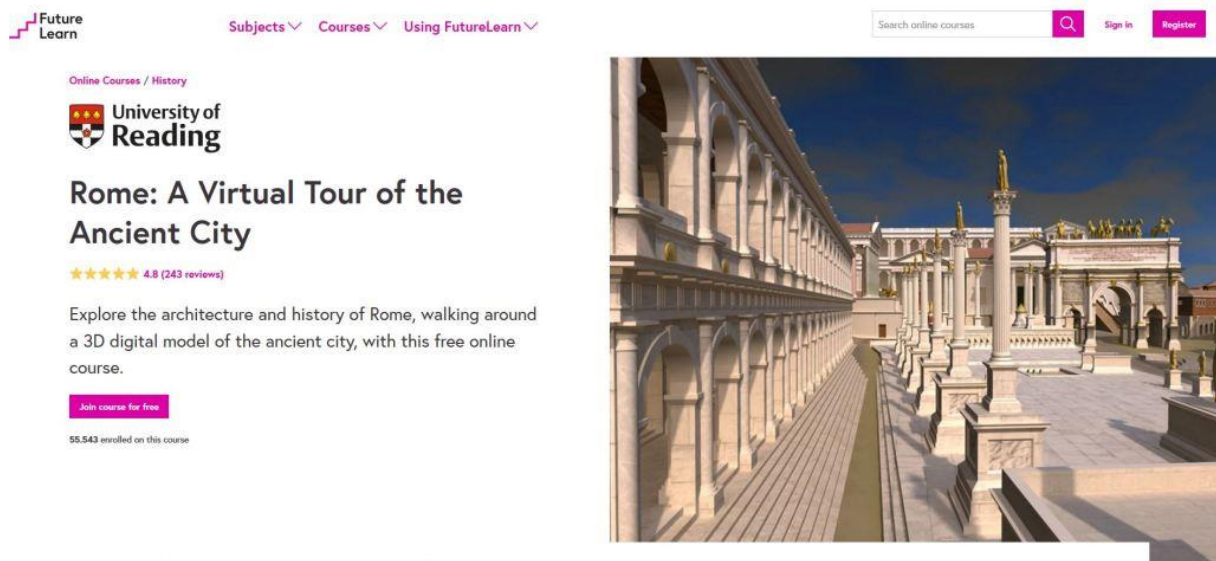 Future
Learn
Subjects Courses Using FutureLearn
Search online courses
Sign in
Register
Online Courses / History
University of
Reading
Rome: A Virtual Tour of the
Ancient City
4.8 (243 reviews)
Explore the architecture and history of Rome, walking around
a 3D digital model of the ancient city, with this free online
course.
Join course for free
55,543 enrolled on this course